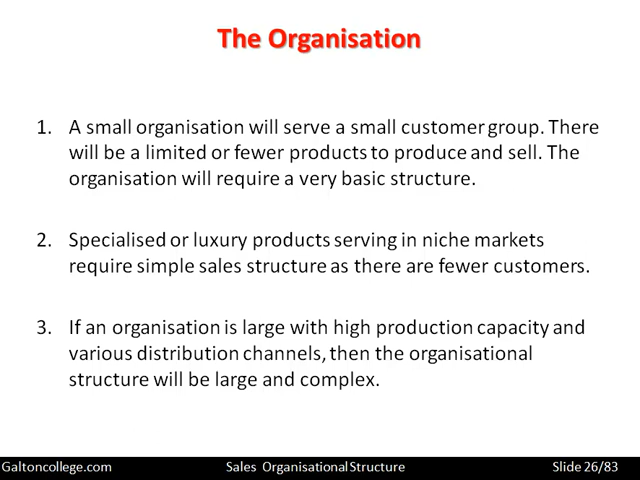 The Organisation
1. A small organisation will serve a small customer group. There
will be a limited or fewer products to produce and sell. The
organisation will require a very basic structure.
2. Specialised or luxury products serving in niche markets
require simple sales structure as there are fewer customers.
3. If an organisation is large with high production capacity and
various distribution channels, then the organisational
structure will be large and complex.
Galtoncollege.com Sales Organisational Structure Slide 26/83